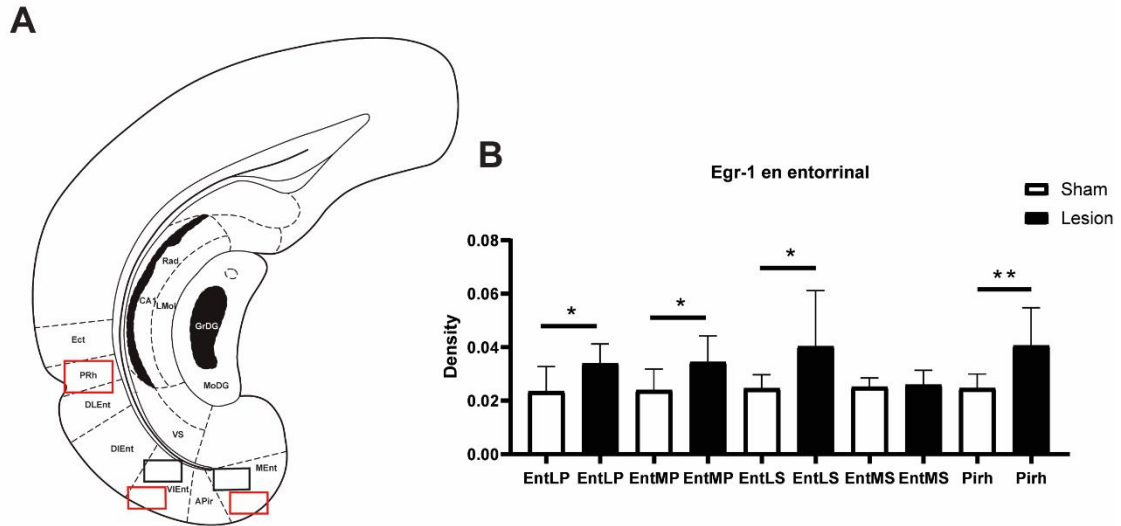 A
Rad
CA1
LMol
GrDG
Ect
PRh
MoDG
DLEnt
VS
DIEnt
MEnt
VIEnt
APir
B
Egr-1 en entorrinal
Sham
Lesion
Density
0.08
0.06
0.04
0.02
0.00
*
*
*
**
EntLP EntLP EntMP EntMP EntLS EntLS EntMS EntMS Pirh Pirh